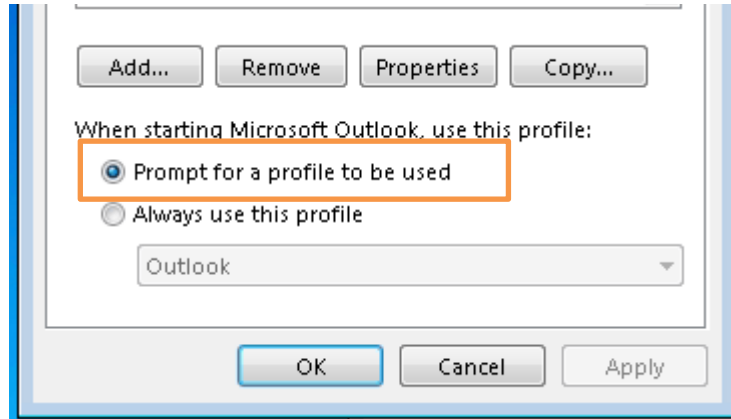 Add... Remove Properties Copy...
When starting Microsoft Outlook, use this profile:
Prompt for a profile to be used
Always use this profile
Outlook
OK Cancel Apply